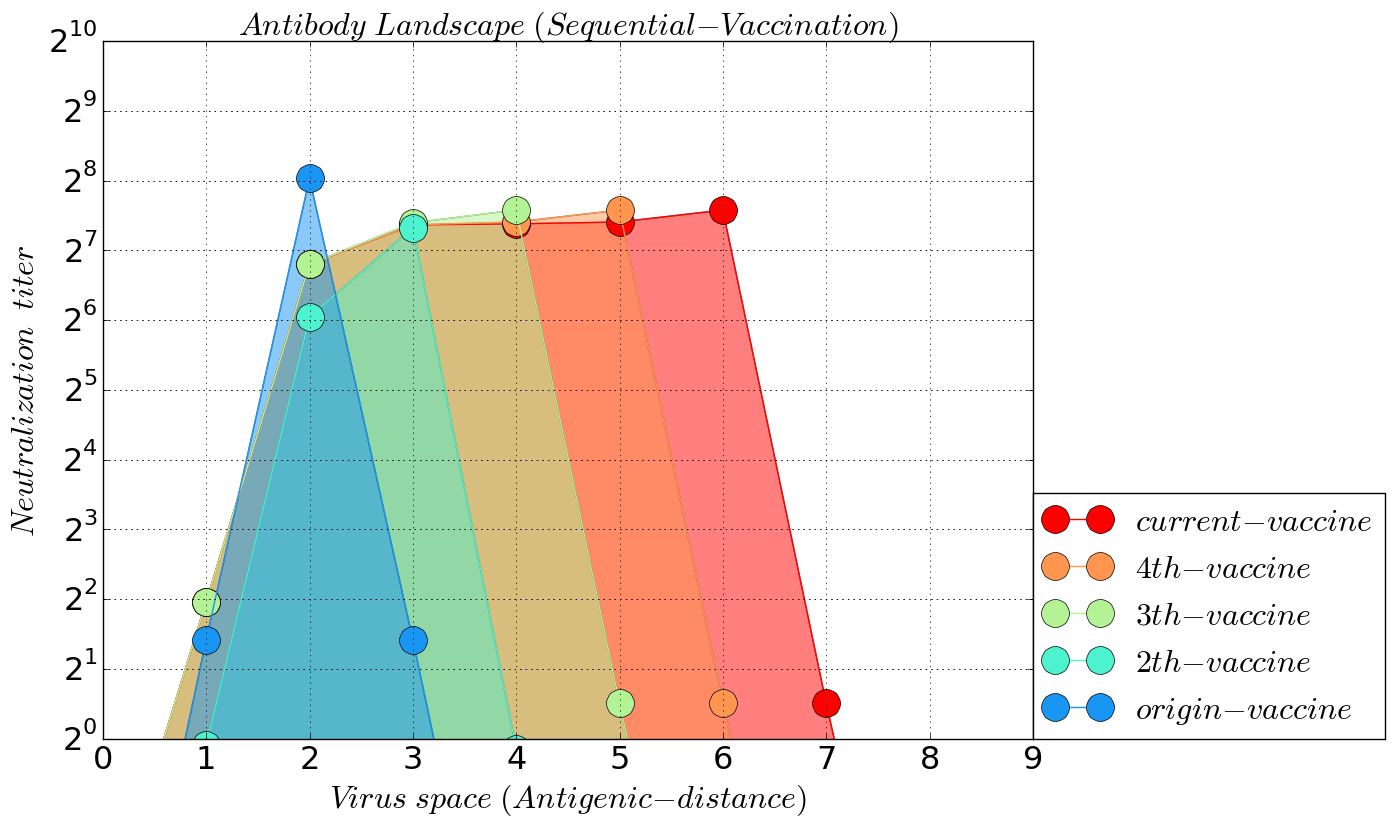 Antibody Landscape (Sequential−Vaccination)
2^10
2^9
2^8
2^7
2^6
2^5
2^4
2^3
2^2
2^1
2^0
Neutralization titer
0 1 2 3 4 5 6 7 8 9
Virus space (Antigenic−distance)
current−vaccine
4th−vaccine
3th−vaccine
2th−vaccine
origin−vaccine